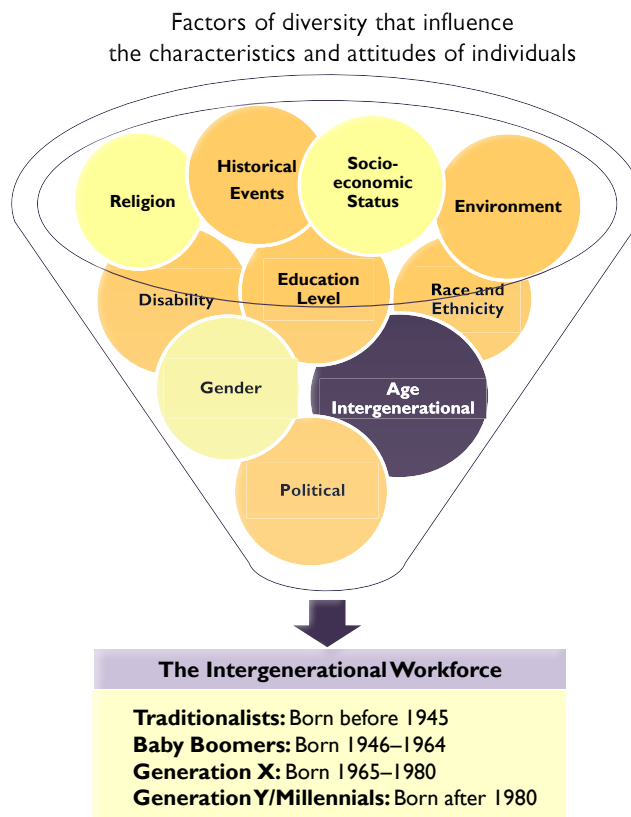 Factors of diversity that influence
the characteristics and attitudes of individuals
Religion
Historical
Events
Socio-
economic
Status
Environment
Disability
Education
Level
Race and
Ethnicity
Gender
Age
Intergenerational
Political
The Intergenerational Workforce
Traditionalists: Born before 1945
Baby Boomers: Born 1946–1964
Generation X: Born 1965–1980
Generation Y/Millennials: Born after 1980